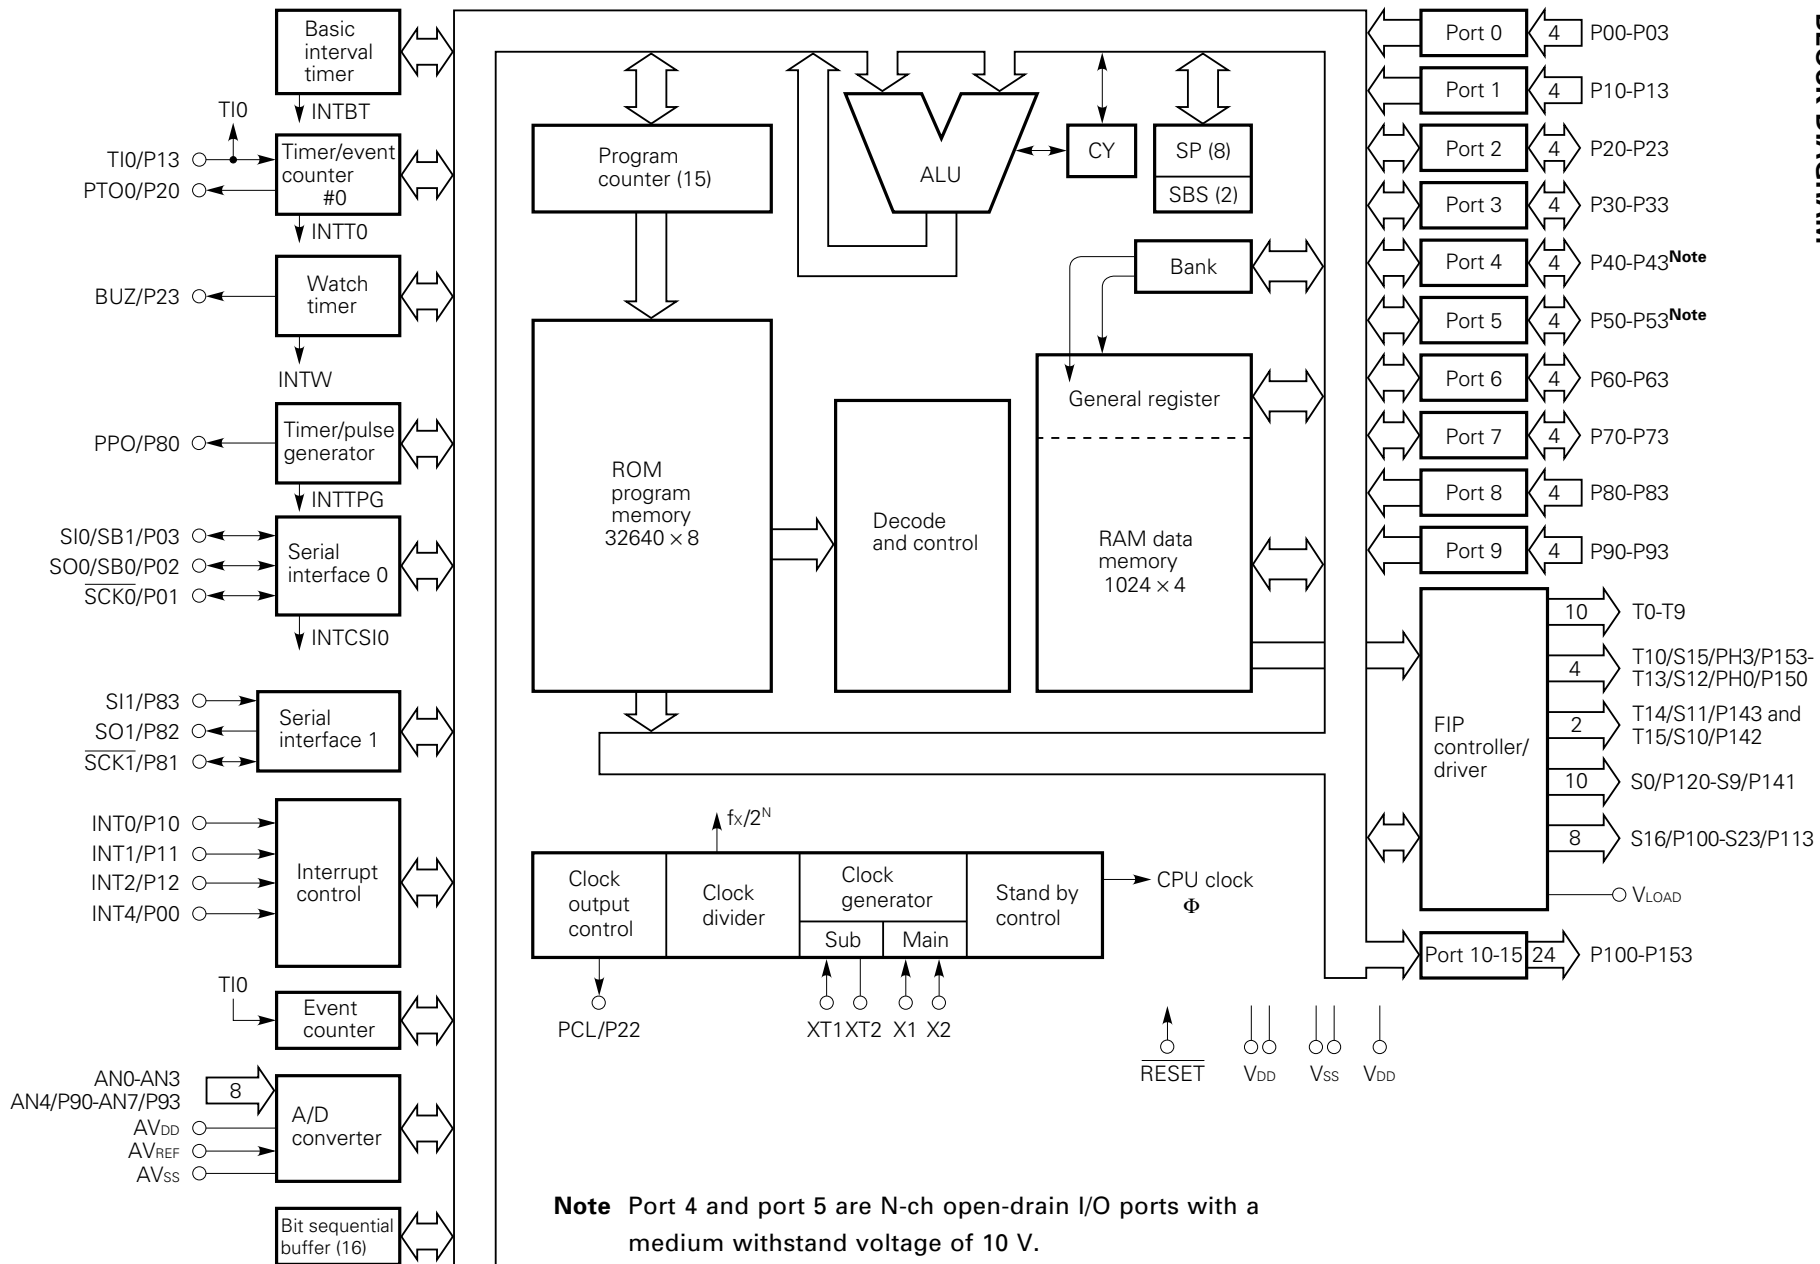 BLOCK DIAGRAM
Basic
interval
timer
INTBT
TI0
TI0/P13
PTO0/P20
Timer/event
counter
#0
INTT0
BUZ/P23
Watch
timer
INTW
PPO/P80
Timer/pulse
generator
INTTPG
SI0/SB1/P03
SO0/SB0/P02
SCK0/P01
Serial
interface 0
INTCSI0
SI1/P83
SO1/P82
SCK1/P81
Serial
interface 1
INT0/P10
INT1/P11
INT2/P12
INT4/P00
Interrupt
control
TI0
Event
counter
AN0-AN3
AN4/P90-AN7/P93
8
AVDD
AVREF
AVSS
A/D
converter
Bit sequential
buffer (16)
Program
counter (15)
ALU
CY
SP (8)
SBS (2)
Bank
ROM
program
memory
32640 × 8
Decode
and control
General register
RAM data
memory
1024 × 4
fX/2N
Clock
output
control
Clock
divider
Clock
generator
Sub
Main
Stand by
control
CPU clock
Φ
PCL/P22
XT1 XT2 X1 X2
RESET
VDD
VSS
VDD
Port 0 4 P00-P03
Port 1 4 P10-P13
Port 2 4 P20-P23
Port 3 4 P30-P33
Port 4 4 P40-P43Note
Port 5 4 P50-P53Note
Port 6 4 P60-P63
Port 7 4 P70-P73
Port 8 4 P80-P83
Port 9 4 P90-P93
FIP
controller/
driver
10 T0-T9
4
T10/S15/PH3/P153-
T13/S12/PH0/P150
2
T14/S11/P143 and
T15/S10/P142
10 S0/P120-S9/P141
8 S16/P100-S23/P113
VLOAD
Port 10-15 24 P100-P153
Note Port 4 and port 5 are N-ch open-drain I/O ports with a
medium withstand voltage of 10 V.